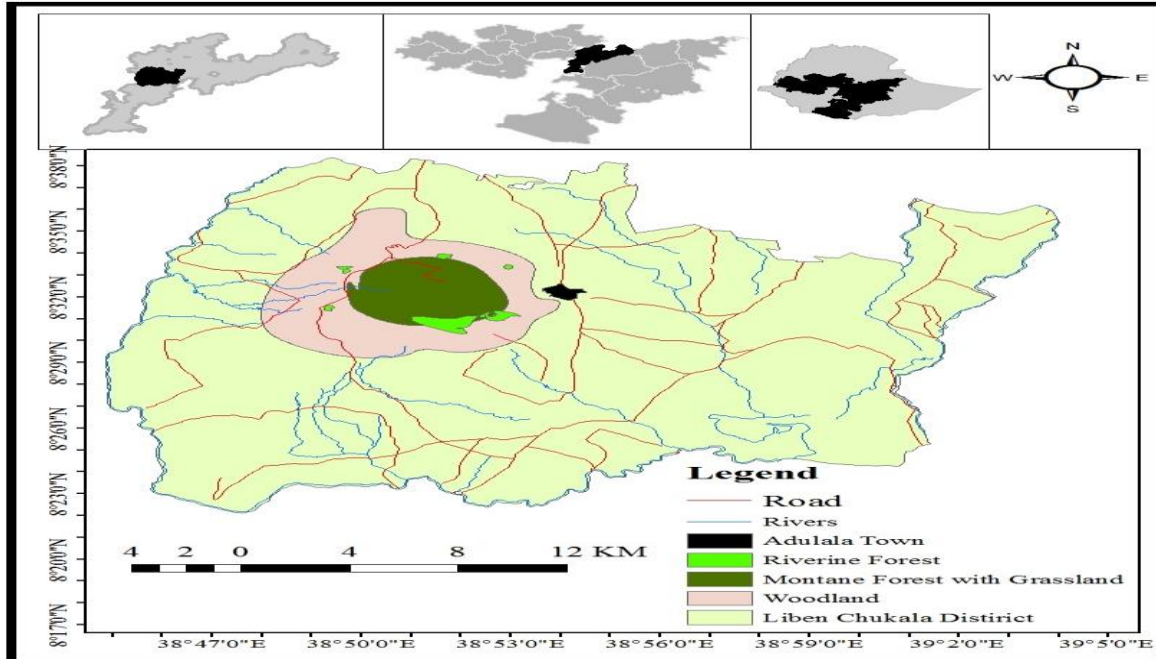 N
W E
S
8°38'0"N
8°35'0"N
8°32'0"N
8°29'0"N
8°26'0"N
8°23'0"N
8°20'0"N
8°17'0"N
Legend
Road
Rivers
Adulala Town
Riverine Forest
Montane Forest with Grassland
Woodland
Liben Chukala Distirict
4 2 0 4 8 12 KM
38°47'0"E 38°50'0"E 38°53'0"E 38°56'0"E 38°59'0"E 39°2'0"E 39°5'0"E